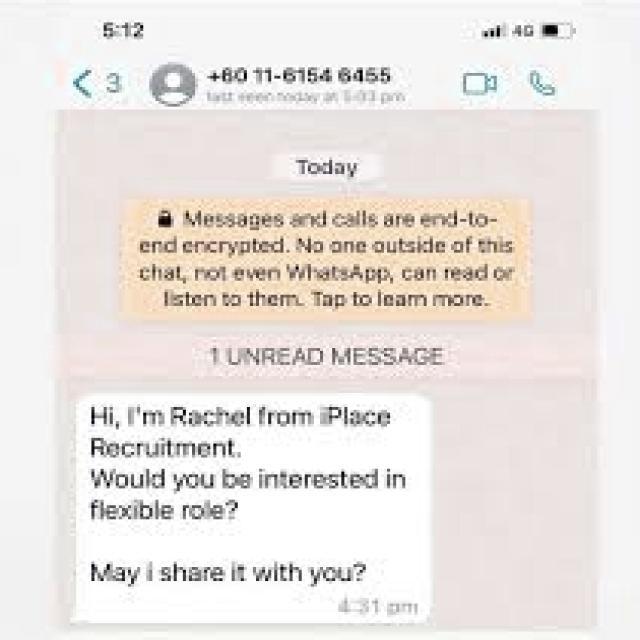 5:12
4G
3
+60 11-6154 6455
last seen today at 5:03 pm
Today
Messages and calls are end-to-
end encrypted. No one outside of this
chat, not even WhatsApp, can read or
listen to them. Tap to learn more.
1 UNREAD MESSAGE
Hi, I'm Rachel from iPlace
Recruitment.
Would you be interested in
flexible role?
May i share it with you?
4:31 pm